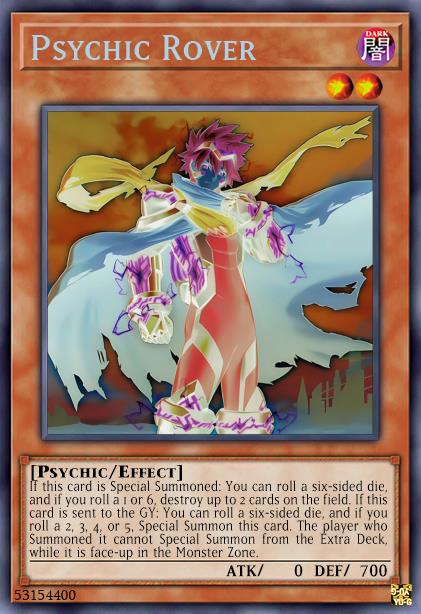 Psychic Rover
DARK
闇
[Psychic/Effect]
If this card is Special Summoned: You can roll a six-sided die,
and if you roll a 1 or 6, destroy up to 2 cards on the field. If this
card is sent to the GY: You can roll a six-sided die, and if you
roll a 2, 3, 4, or 5, Special Summon this card. The player who
Summoned it cannot Special Summon from the Extra Deck,
while it is face-up in the Monster Zone.
ATK/ 0 DEF/ 700
53154400